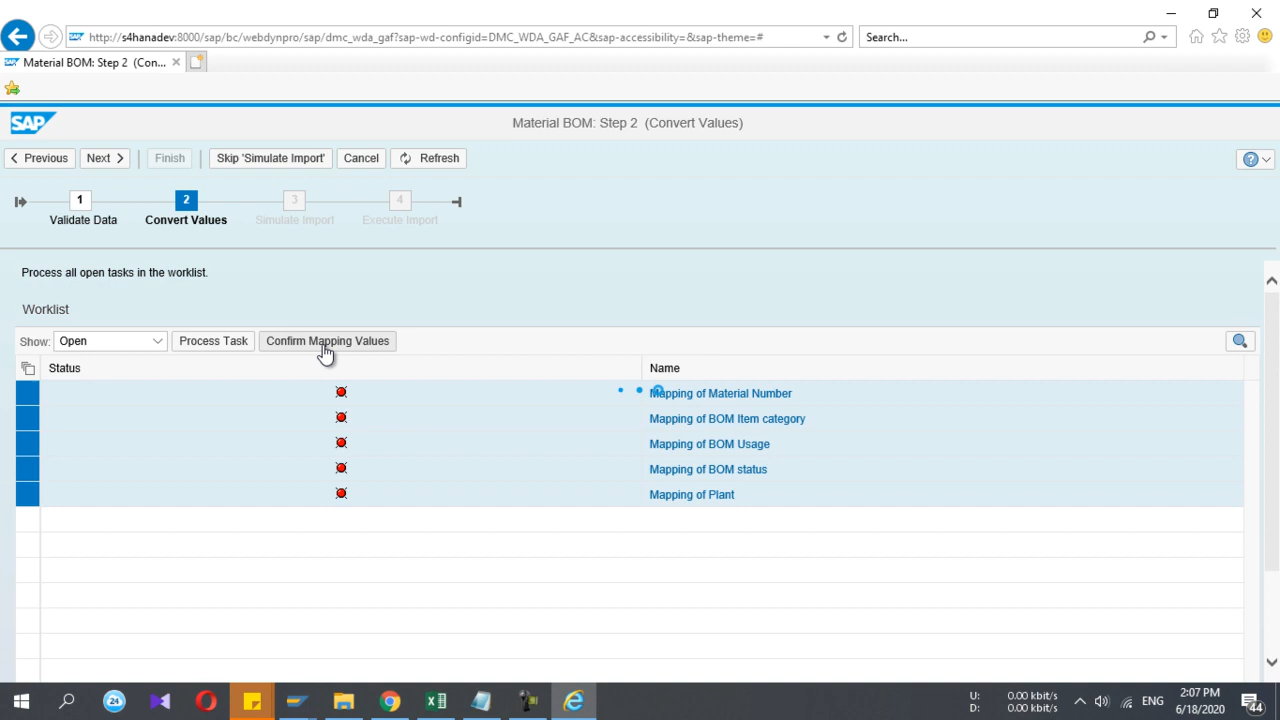 http://s4hanadev:8000/sap/bc/webdynpro/sap/dmc_wda_gaf?sap-wd-configid=DMC_WDA_GAF_AC&sap-accessibility=&sap-theme=#
Search...
Material BOM: Step 2 (Con...
SAP
Material BOM: Step 2 (Convert Values)
Previous
Next
Finish
Skip 'Simulate Import'
Cancel
Refresh
1
2
3
4
Validate Data
Convert Values
Simulate Import
Execute Import
Process all open tasks in the worklist.
Worklist
Show:
Open
Process Task
Confirm Mapping Values
Status
Name
Mapping of Material Number
Mapping of BOM Item category
Mapping of BOM Usage
Mapping of BOM status
Mapping of Plant
24
U: 0.00 kbit/s
D: 0.00 kbit/s
ENG
2:07 PM
6/18/2020
44